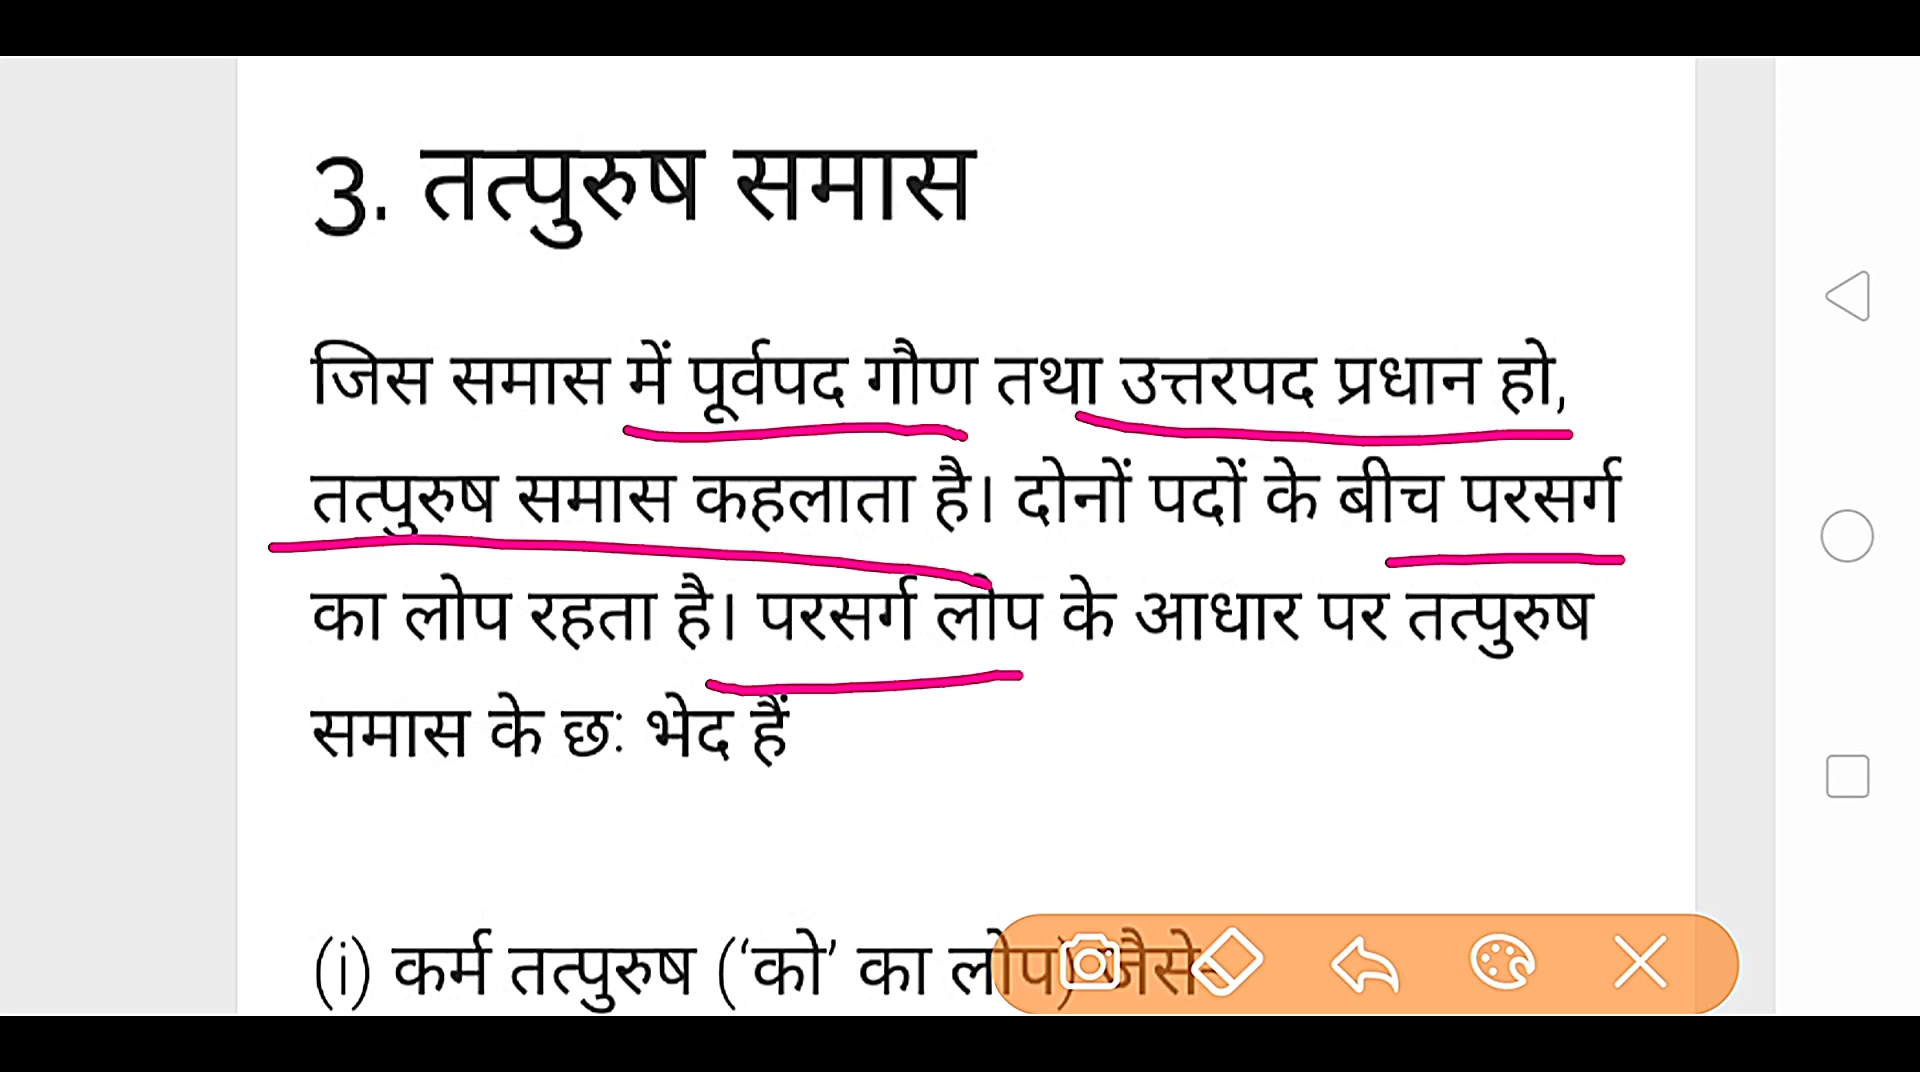 3. तत्पुरुष समास
जिस समास में पूर्वपद गौण तथा उत्तरपद प्रधान हो,
तत्पुरुष समास कहलाता है। दोनों पदों के बीच परसर्ग
का लोप रहता है। परसर्ग लोप के आधार पर तत्पुरुष
समास के छः भेद हैं
(i) कर्म तत्पुरुष (‘को’ का लोप) जैसे-